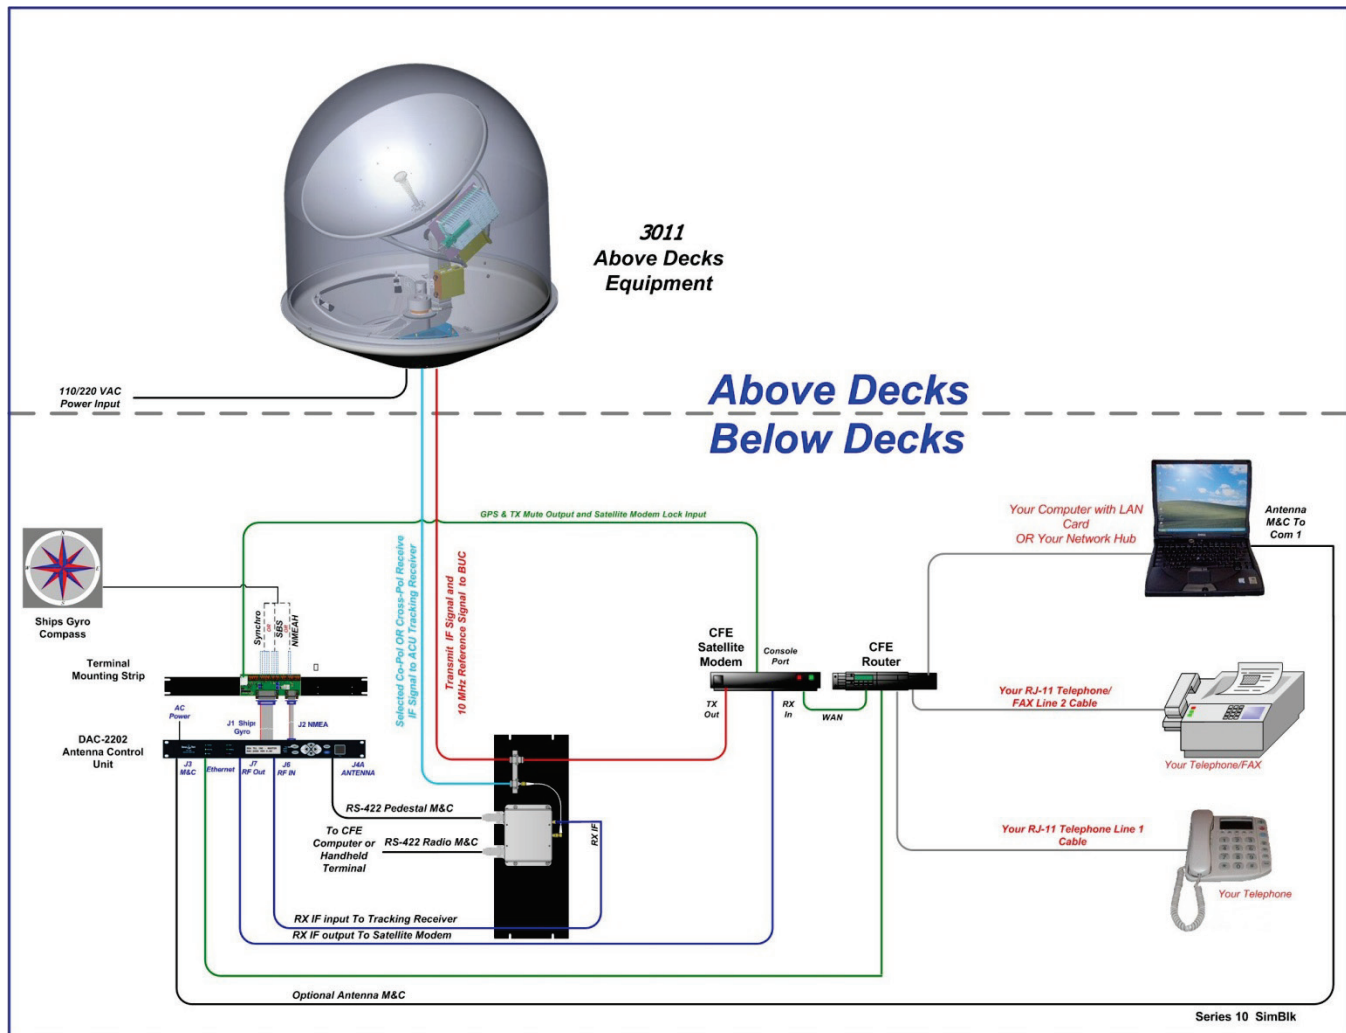 3011
Above Decks
Equipment
110/220 VAC
Power Input
Above Decks
Below Decks
GPS & TX Mute Output and Satellite Modem Lock Input
Selected Co-Pol OR Cross-Pol Receive
IF Signal to ACU Tracking Receiver
Transmit IF Signal and
10 MHz Reference Signal to BUC
Your Computer with LAN
Card
OR Your Network Hub
Antenna
M&C To
Com 1
Ships Gyro
Compass
Synchro
OR
SBS
OR
NMEAH
Terminal
Mounting Strip
AC
Power
J1 Ships
Gyro
J2 NMEA
DAC-2202
Antenna Control
Unit
J3
M&C
Ethernet
J7
RF Out
J6
RF IN
J4A
ANTENNA
CFE
Satellite
Modem
Console
Port
CFE
Router
TX
Out
RX
In
WAN
Your RJ-11 Telephone/
FAX Line 2 Cable
Your Telephone/FAX
RS-422 Pedestal M&C
To CFE
Computer or
Handheld
Terminal
RS-422 Radio M&C
RX IF
Your RJ-11 Telephone Line 1
Cable
Your Telephone
RX IF input To Tracking Receiver
RX IF output To Satellite Modem
Optional Antenna M&C
Series 10 SimBlk